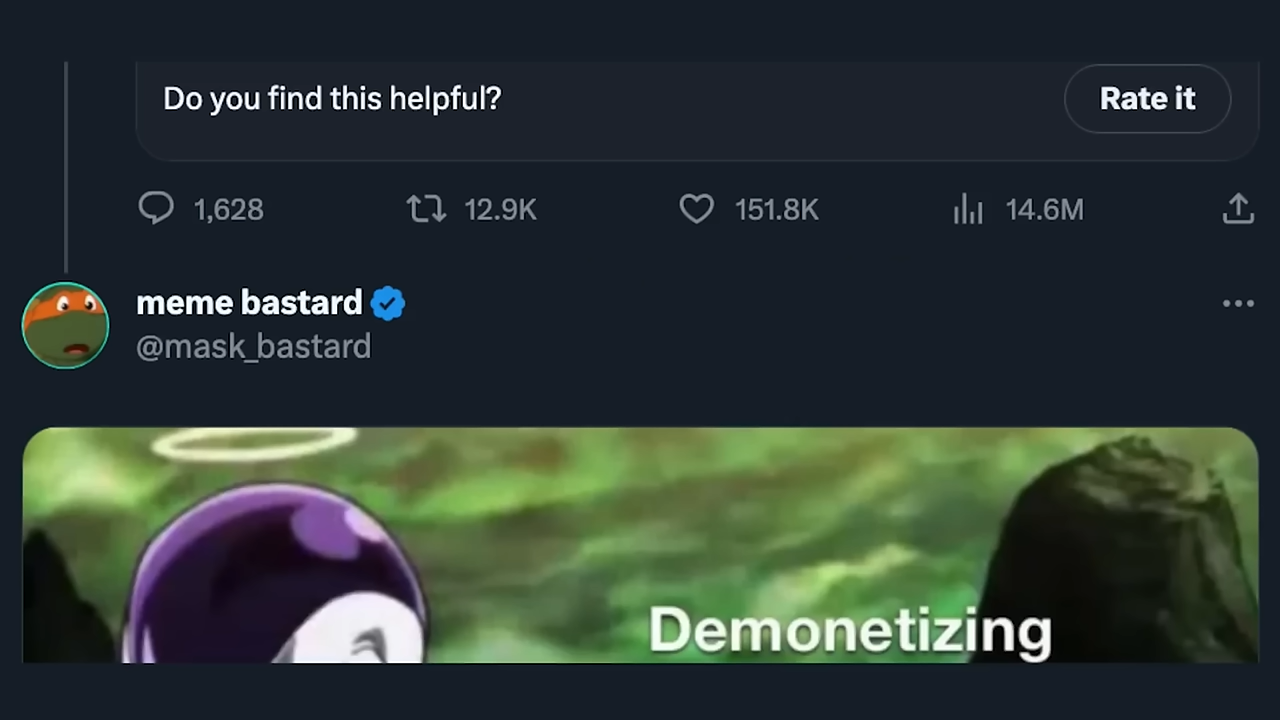 Do you find this helpful?
Rate it
1,628
12.9K
151.8K
14.6M
meme bastard
@mask_bastard
Demonetizing